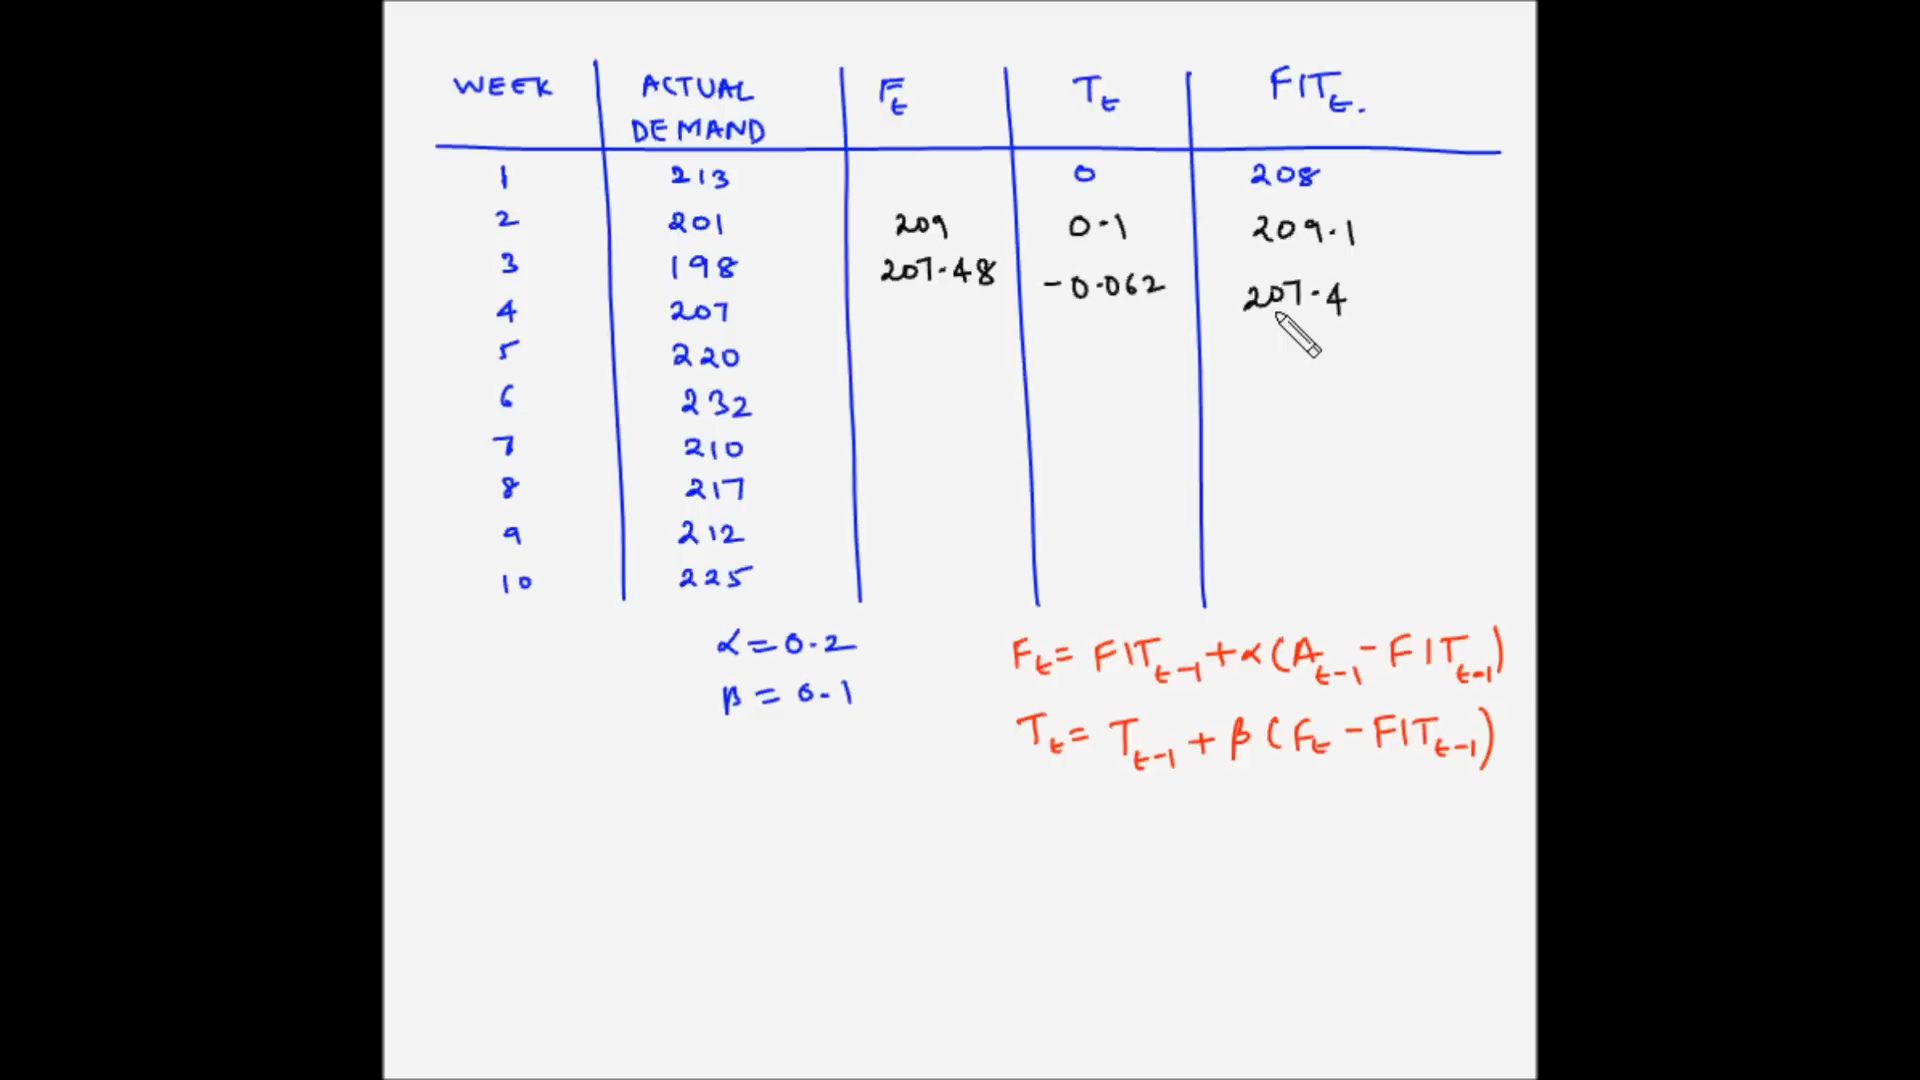 WEEK ACTUAL DEMAND Ft Tt FITt.
1 213 0 208
2 201 209 0.1 209.1
3 198 207.48 -0.062 207.4
4 207
5 220
6 232
7 210
8 217
9 212
10 225
α = 0.2
β = 0.1
Ft = FITt-1 + α (At-1 - FITt-1)
Tt = Tt-1 + β (Ft - FITt-1)